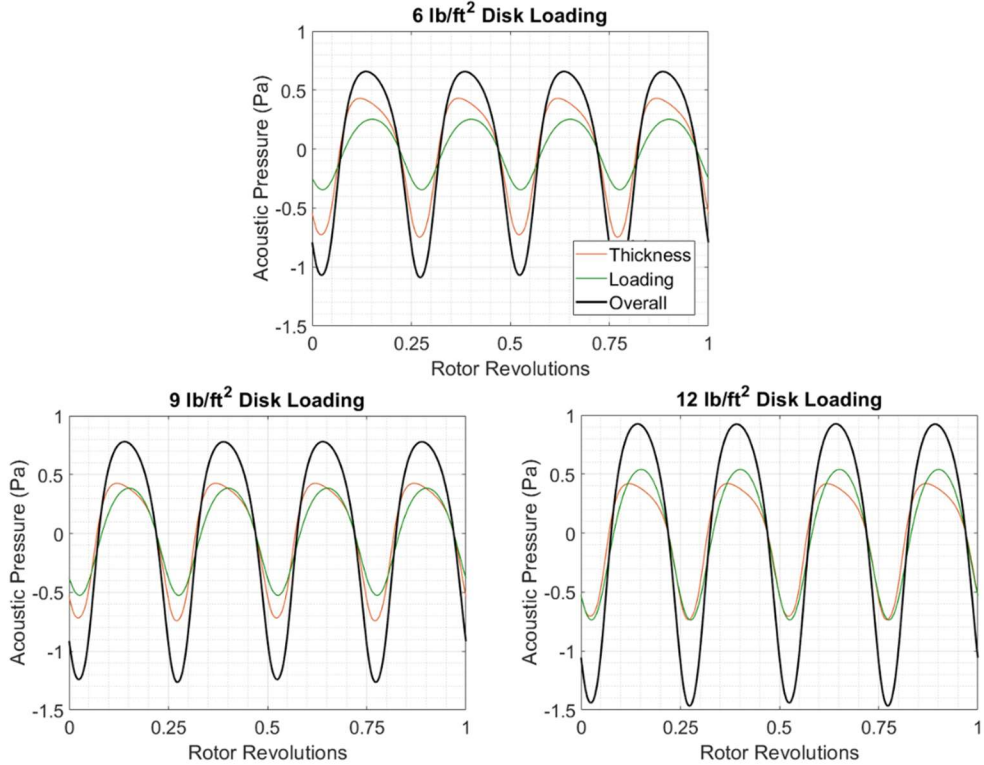 6 lb/ft² Disk Loading
1
0.5
0
-0.5
-1
-1.5
Acoustic Pressure (Pa)
Thickness
Loading
Overall
0 0.25 0.5 0.75 1
Rotor Revolutions
9 lb/ft² Disk Loading
1
0.5
0
-0.5
-1
-1.5
Acoustic Pressure (Pa)
0 0.25 0.5 0.75 1
Rotor Revolutions
12 lb/ft² Disk Loading
1
0.5
0
-0.5
-1
-1.5
Acoustic Pressure (Pa)
0 0.25 0.5 0.75 1
Rotor Revolutions